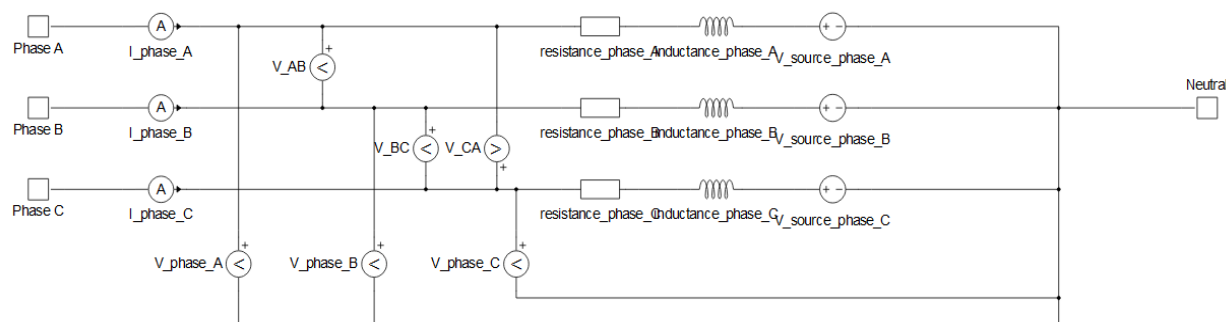 A
A
A
+
+
+
+
+
+
+
+
+
+ -
+ -
+ -
Phase A
I_phase_A
V_AB
resistance_phase_A
inductance_phase_A
V_source_phase_A
Neutral
Phase B
I_phase_B
V_BC
V_CA
resistance_phase_B
inductance_phase_B
V_source_phase_B
Phase C
I_phase_C
resistance_phase_C
inductance_phase_C
V_source_phase_C
V_phase_A
V_phase_B
V_phase_C